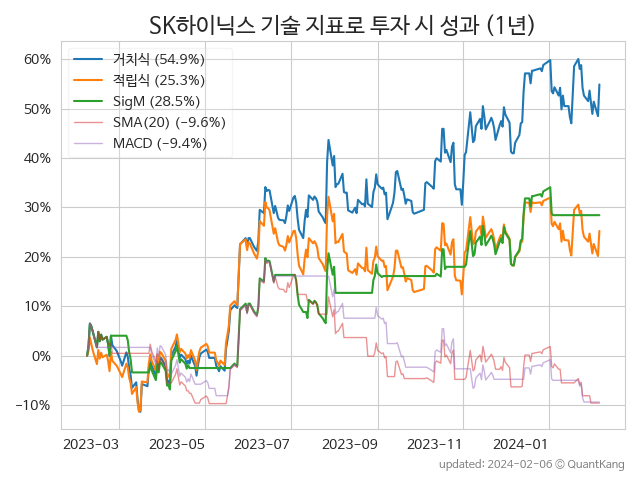 SK하이닉스 기술 지표로 투자 시 성과 (1년)
거치식 (54.9%)
적립식 (25.3%)
SigM (28.5%)
SMA(20) (−9.6%)
MACD (−9.4%)
60%
50%
40%
30%
20%
10%
0%
−10%
2023-03 2023-05 2023-07 2023-09 2023-11 2024-01
updated: 2024-02-06 © QuantKang